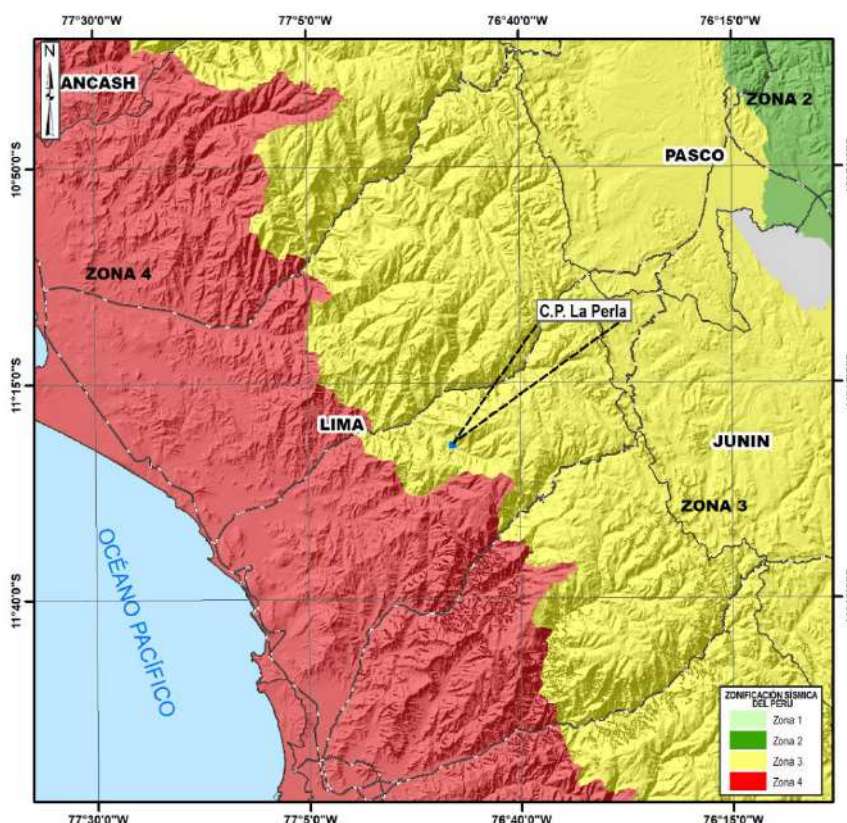 77°30'0"W 77°5'0"W 76°40'0"W 76°15'0"W
N
ANCASH
ZONA 2
PASCO
10°50'0"S
ZONA 4
C.P. La Perla
11°15'0"S
LIMA
JUNIN
ZONA 3
OCÉANO PACÍFICO
11°40'0"S
ZONIFICACIÓN SÍSMICA
DEL PERU
Zona 1
Zona 2
Zona 3
Zona 4
77°30'0"W 77°5'0"W 76°40'0"W 76°15'0"W